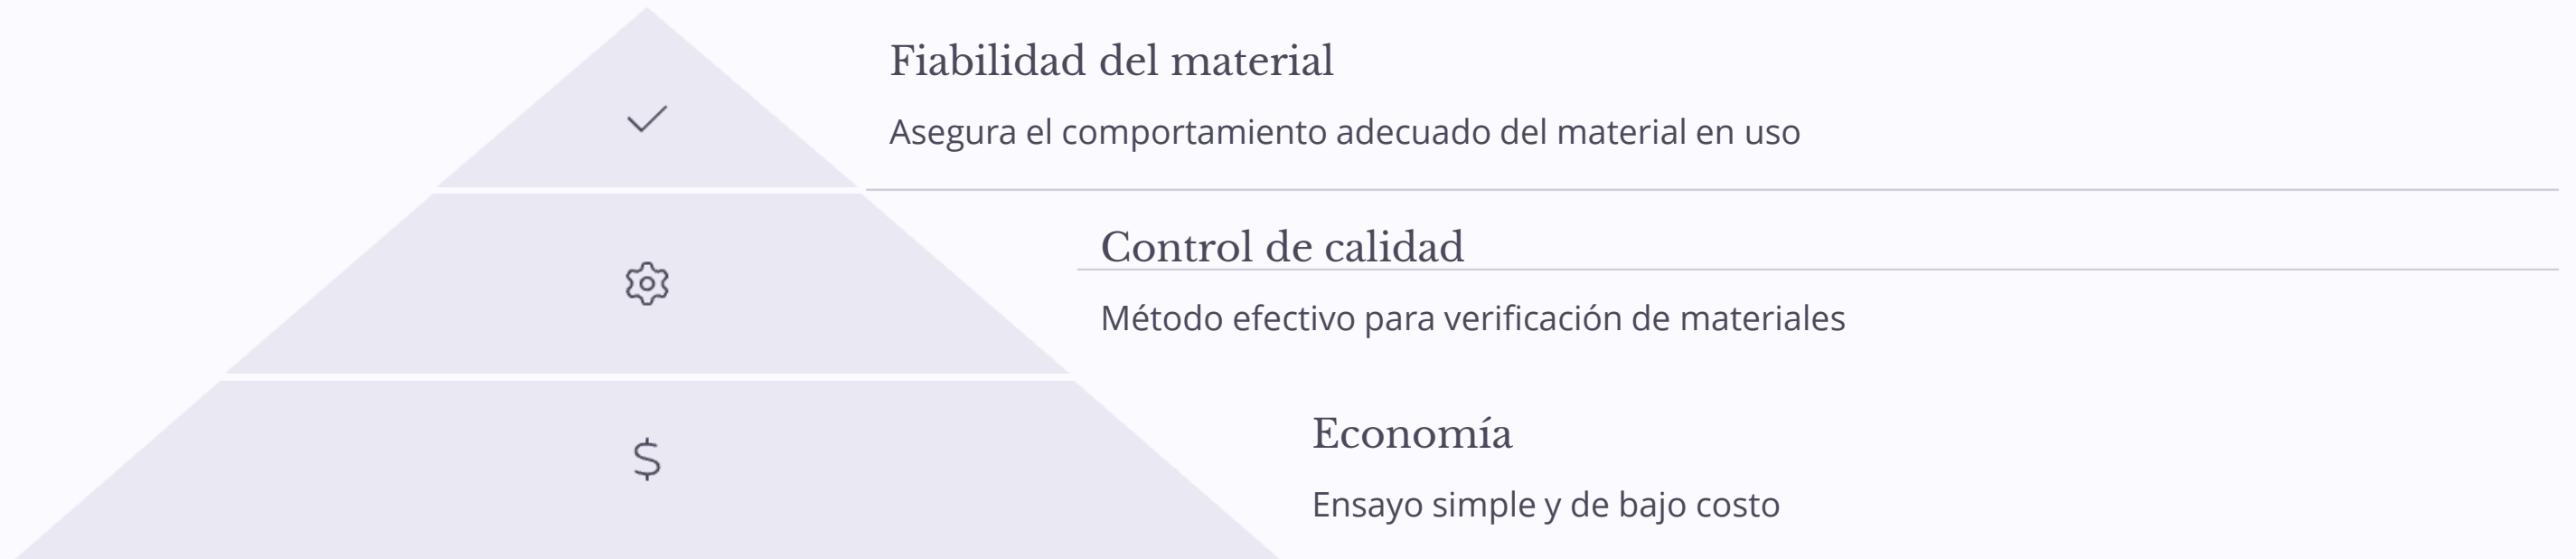 Fiabilidad del material
Asegura el comportamiento adecuado del material en uso
Control de calidad
Método efectivo para verificación de materiales
$
Economía
Ensayo simple y de bajo costo